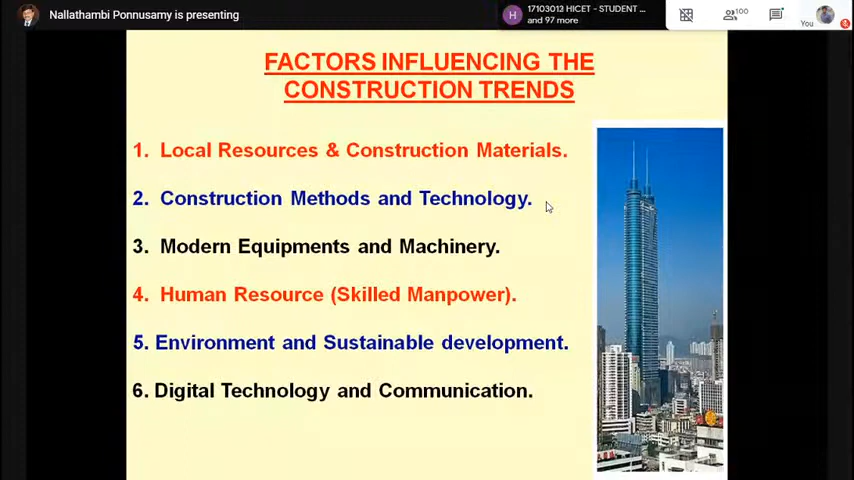 Nallathambi Ponnusamy is presenting
H
17103013 HICET - STUDENT ...
and 97 more
100
You
FACTORS INFLUENCING THE
CONSTRUCTION TRENDS
1. Local Resources & Construction Materials.
2. Construction Methods and Technology.
3. Modern Equipments and Machinery.
4. Human Resource (Skilled Manpower).
5. Environment and Sustainable development.
6. Digital Technology and Communication.